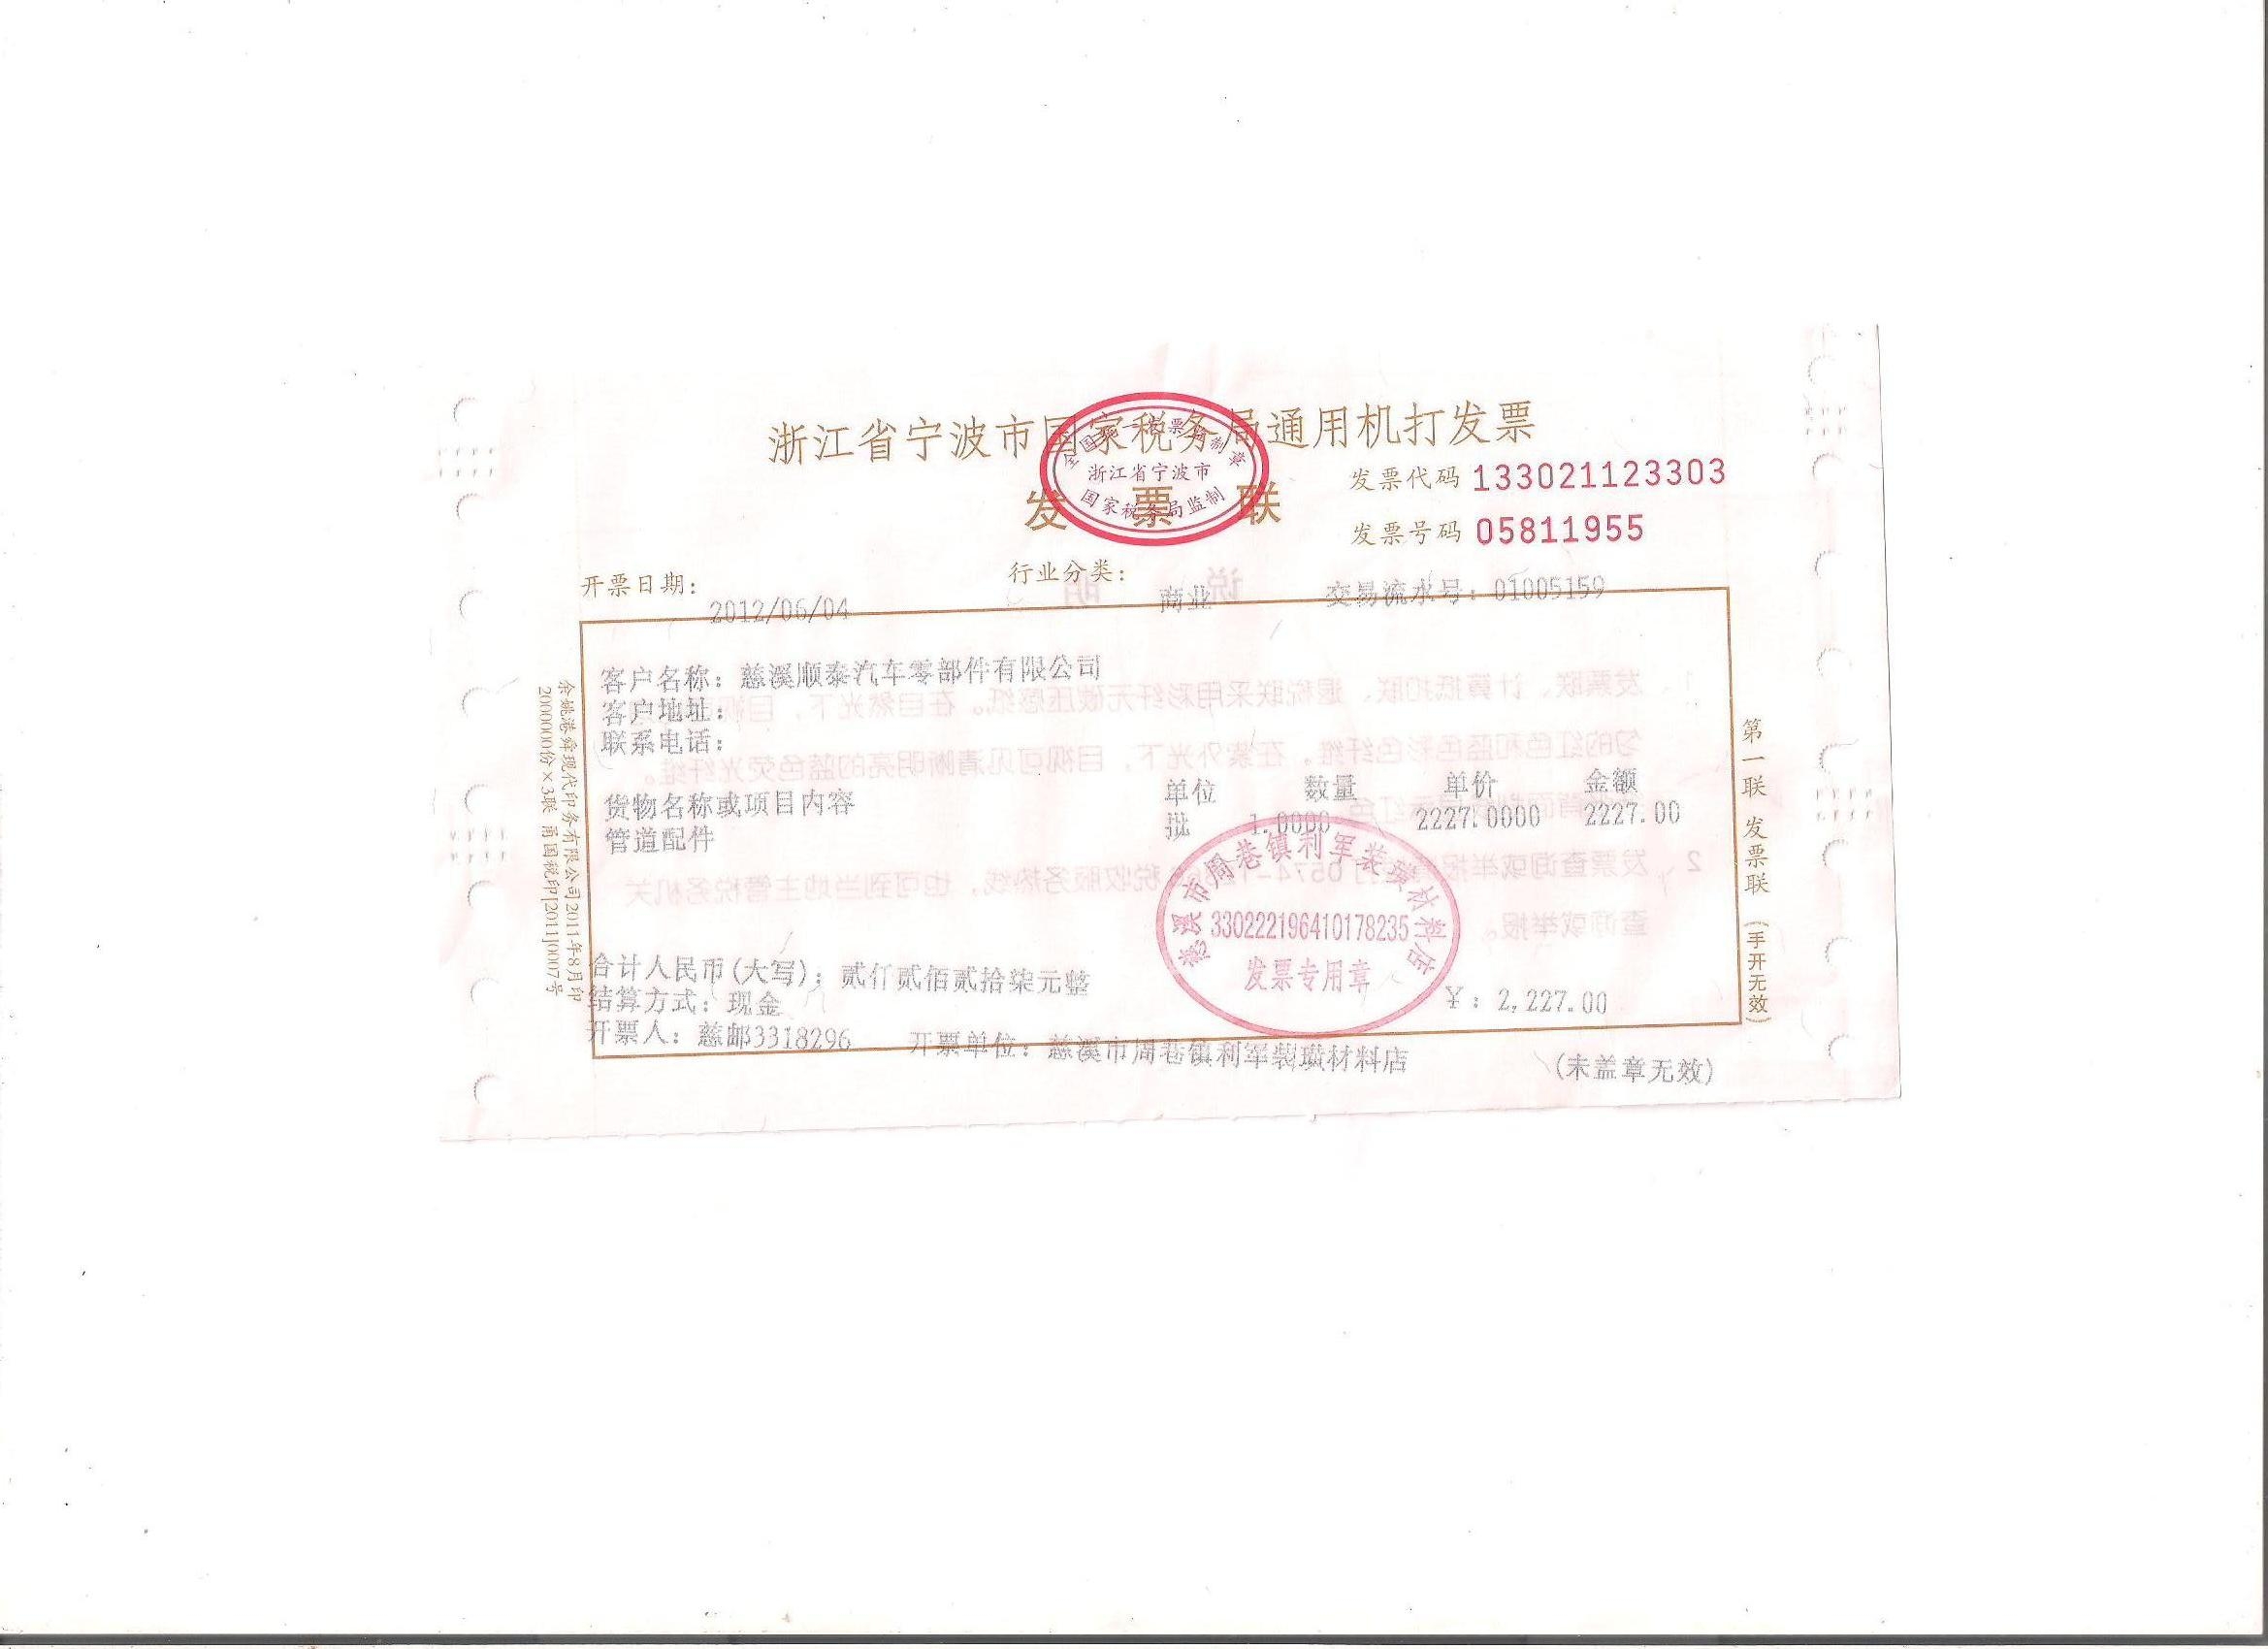 浙江省宁波市国家税务局通用机打发票
全国统一发票监制章
浙江省宁波市
国家税务局监制
发票联
发票代码 133021123303
发票号码 05811955
开票日期: 2012/06/04
行业分类: 商业
交易流水号: 01005159
客户名称: 慈溪顺泰汽车零部件有限公司
客户地址:
联系电话:
货物名称或项目内容 单位 数量 单价 金额
管道配件 批 1.0000 2227.0000 2227.00
慈溪市周巷镇利军装璜材料店
330222196410178235
发票专用章
合计人民币(大写): 贰仟贰佰贰拾柒元整 ¥: 2,227.00
结算方式: 现金
开票人: 慈邮3318296 开票单位: 慈溪市周巷镇利军装璜材料店 (未盖章无效)
第一联 发票联 (手开无效)
余姚港舜现代印务有限公司2011年8月印
200000份×3联 甬国税印[2011]007号
说明
1、发票联、计算抵扣联、退税联采用彩纤无碳压感纸。在自然光下，目视
匀的红色和蓝色彩色纤维。在紫外光下，目视可见清晰明亮的蓝色荧光纤维。
2、发票查询或举报 税收服务热线，也可到当地主管税务机关
查询或举报。